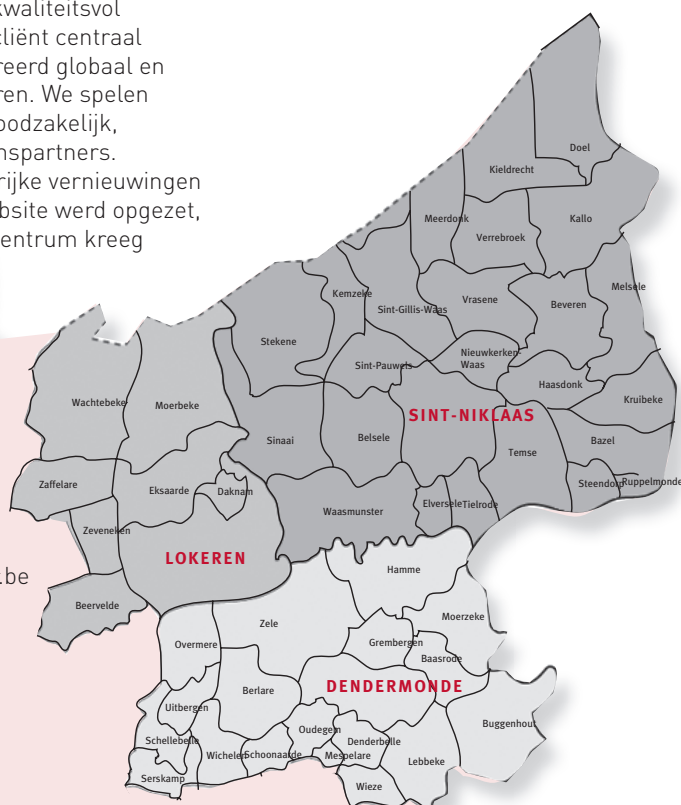 kwaliteitsvol
cliënt centraal
reerd globaal en
ren. We spelen
oodzakelijk,
nspartners.
rijke vernieuwingen
bsite werd opgezet,
entrum kreeg
.be
Doel
Kieldrecht
Meerdonk
Kallo
Verrebroek
Melsele
Kemzeke
Vrasene
Beveren
Sint-Gillis-Waas
Stekene
Nieuwkerken-
Waas
Sint-Pauwels
Haasdonk
Kruibeke
Wachtebeke
Moerbeke
SINT-NIKLAAS
Sinaai
Belsele
Bazel
Temse
Zaffelare
Eksaarde
Daknam
Steendorp
Ruppelmonde
Waasmunster
Elversele
Tielrode
Zeveneken
LOKEREN
Hamme
Beervelde
Zele
Moerzeke
Overmere
Grembergen
Baasrode
Berlare
DENDERMONDE
Uitbergen
Buggenhout
Oudegem
Schellebelle
Denderbelle
Wichelen
Schoonaarde
Mespelare
Lebbeke
Serskamp
Wieze